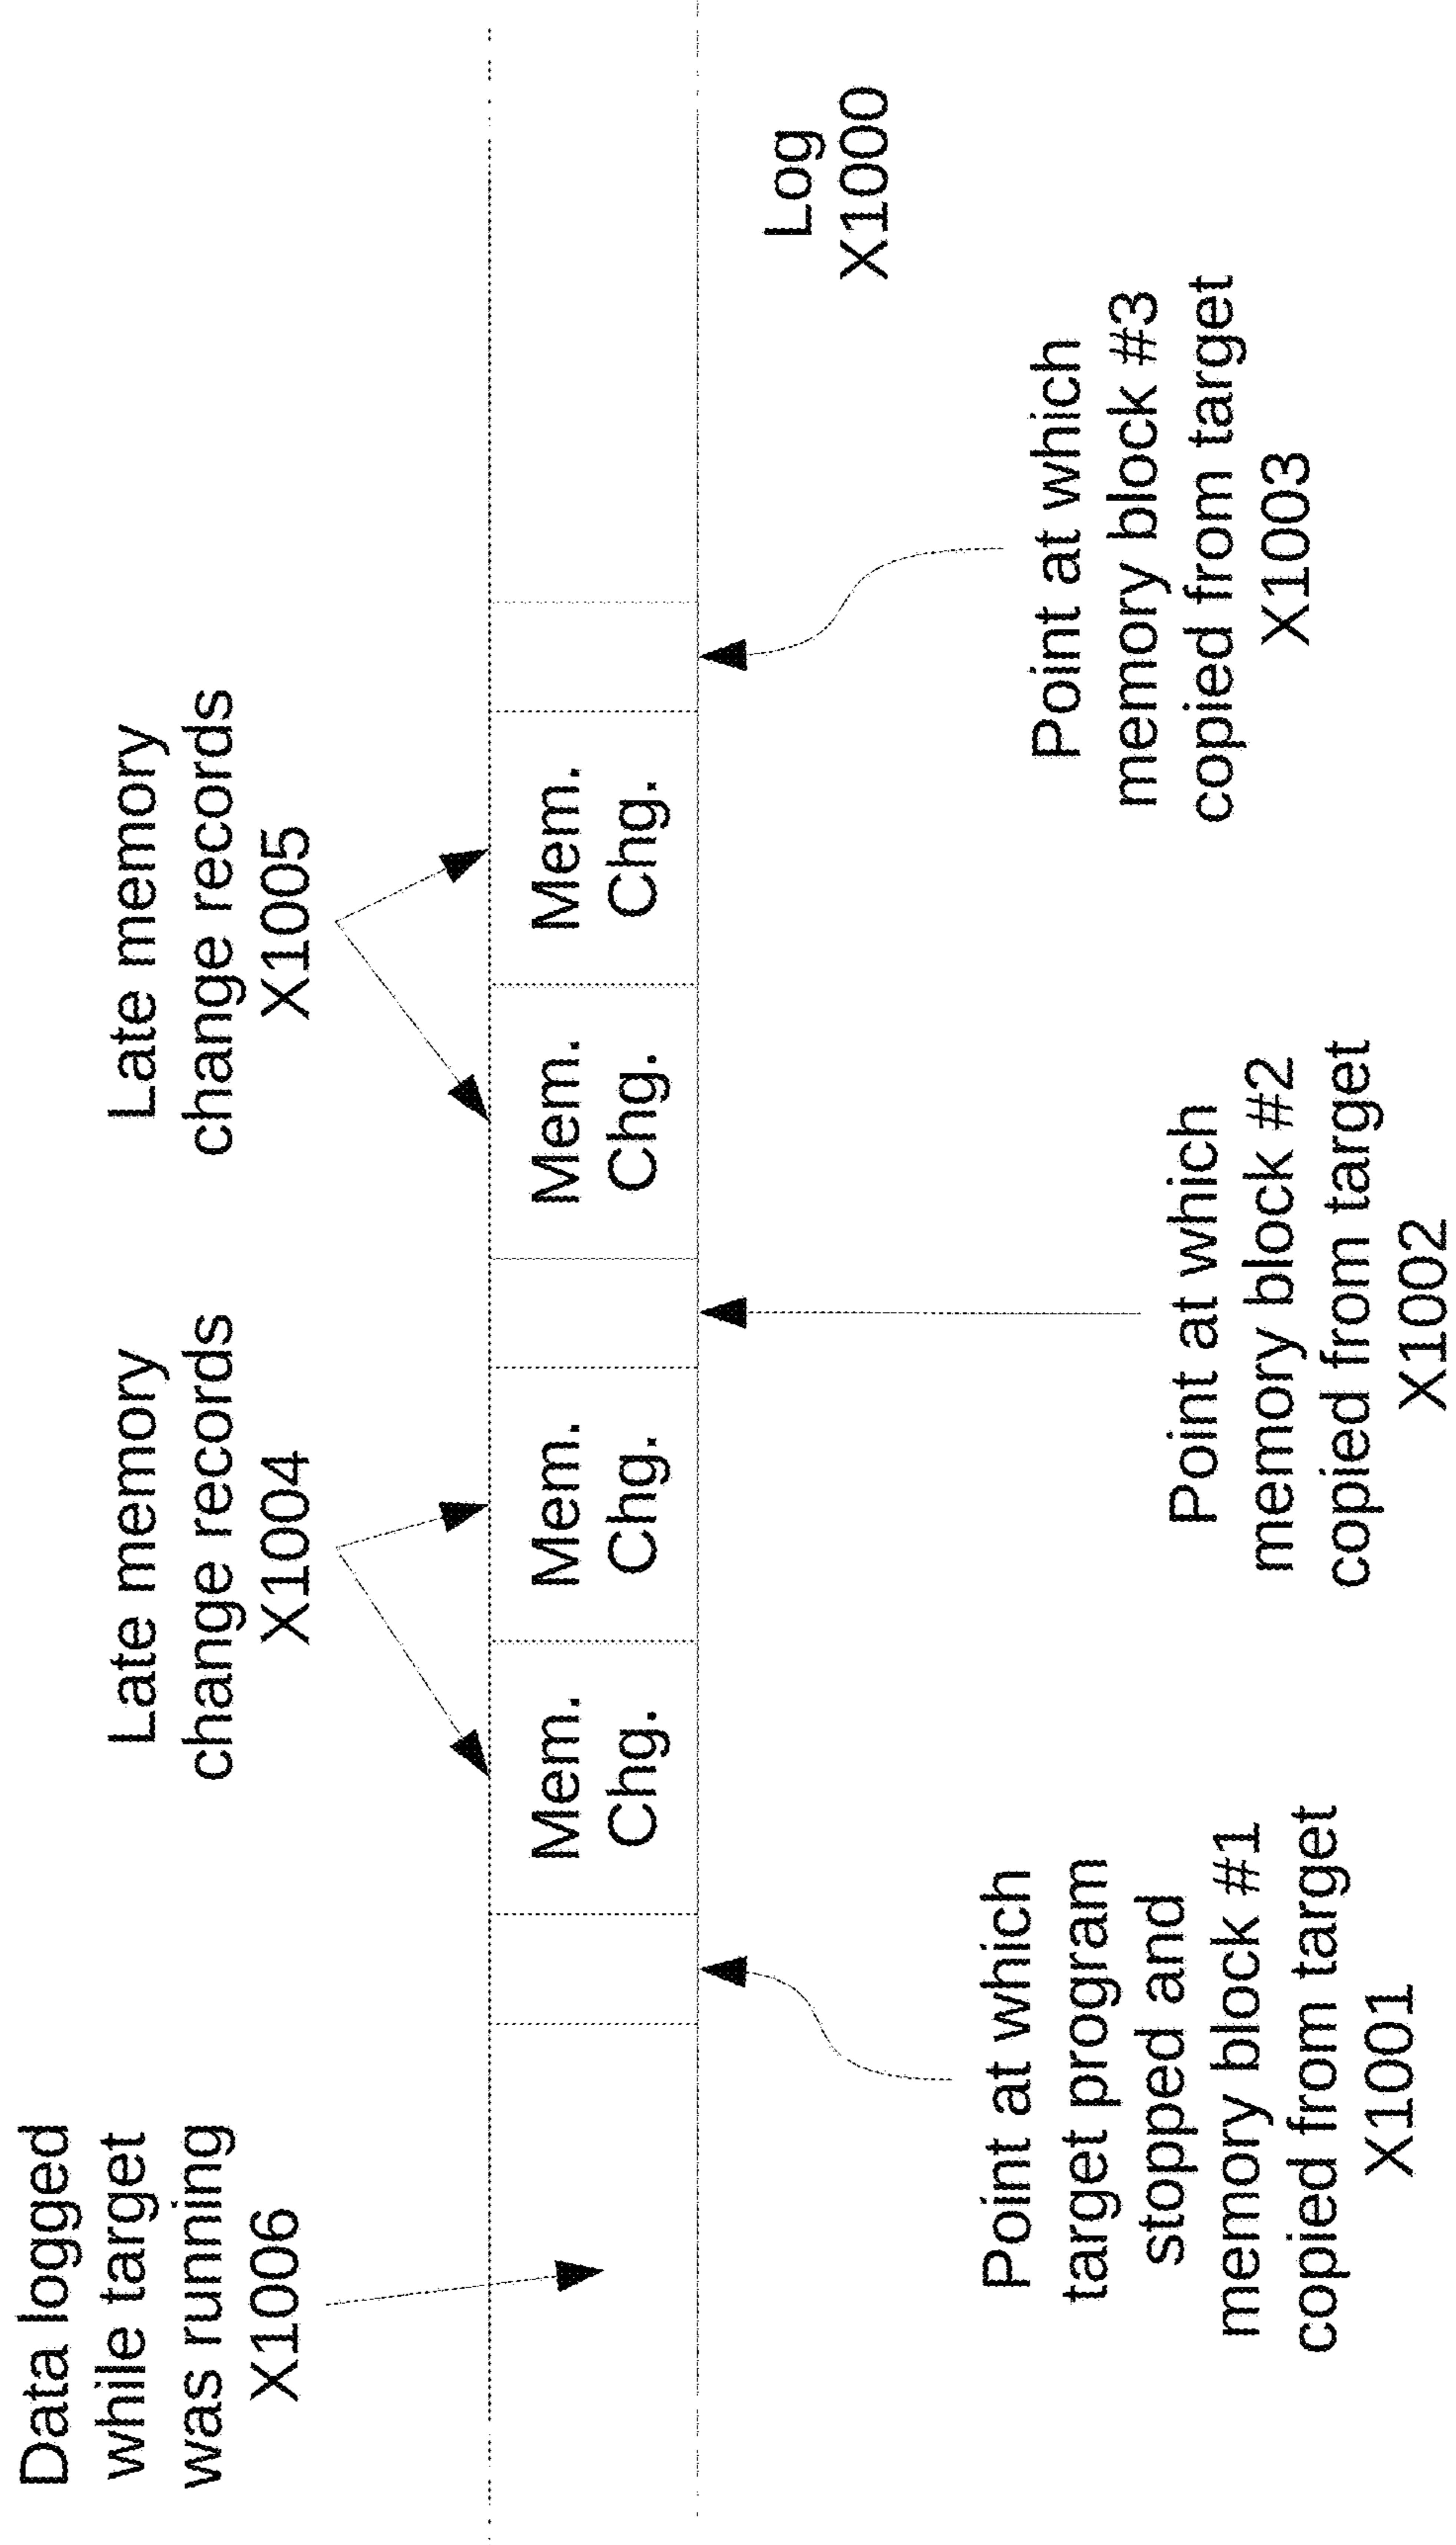 Data logged
while target
was running
X1006
Late memory
change records
X1004
Late memory
change records
X1005
Mem.
Chg.
Mem.
Chg.
Mem.
Chg.
Mem.
Chg.
Log
X1000
Point at which
target program
stopped and
memory block #1
copied from target
X1001
Point at which
memory block #2
copied from target
X1002
Point at which
memory block #3
copied from target
X1003